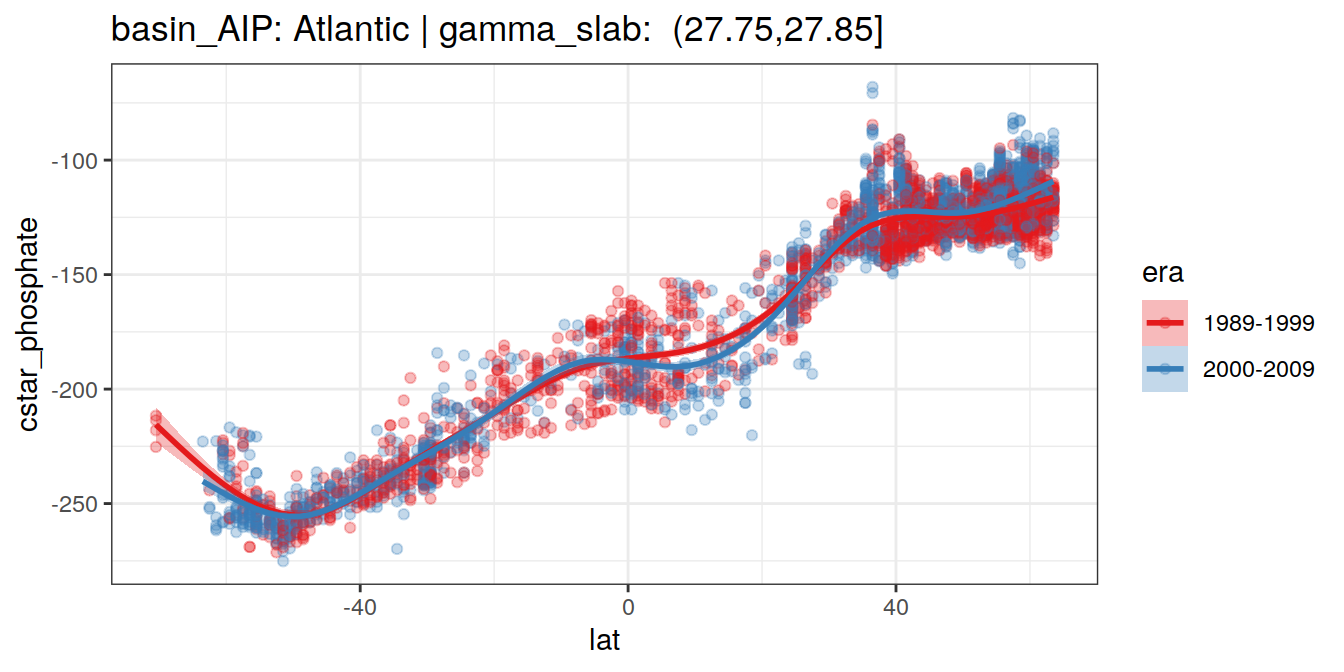 basin_AIP: Atlantic | gamma_slab:  (27.75,27.85]
cstar_phosphate
-100
-150
-200
-250
-40
0
40
lat
era
1989-1999
2000-2009